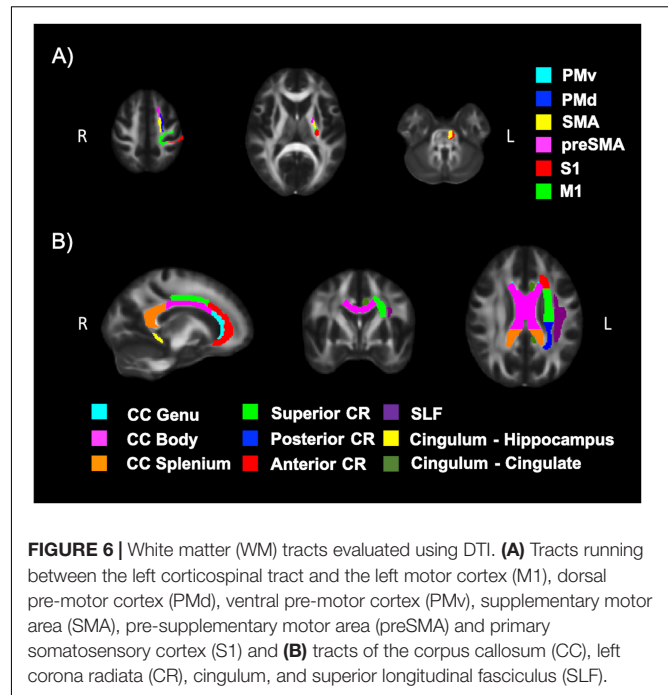 A)
R
L
PMv
PMd
SMA
preSMA
S1
M1
B)
R
L
CC Genu
CC Body
CC Splenium
Superior CR
Posterior CR
Anterior CR
SLF
Cingulum - Hippocampus
Cingulum - Cingulate
FIGURE 6 | White matter (WM) tracts evaluated using DTI. (A) Tracts running
between the left corticospinal tract and the left motor cortex (M1), dorsal
pre-motor cortex (PMd), ventral pre-motor cortex (PMv), supplementary motor
area (SMA), pre-supplementary motor area (preSMA) and primary
somatosensory cortex (S1) and (B) tracts of the corpus callosum (CC), left
corona radiata (CR), cingulum, and superior longitudinal fasciculus (SLF).